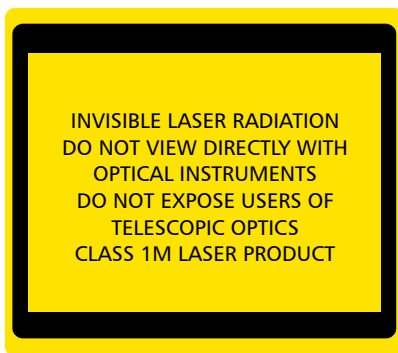 INVISIBLE LASER RADIATION
DO NOT VIEW DIRECTLY WITH
OPTICAL INSTRUMENTS
DO NOT EXPOSE USERS OF
TELESCOPIC OPTICS
CLASS 1M LASER PRODUCT